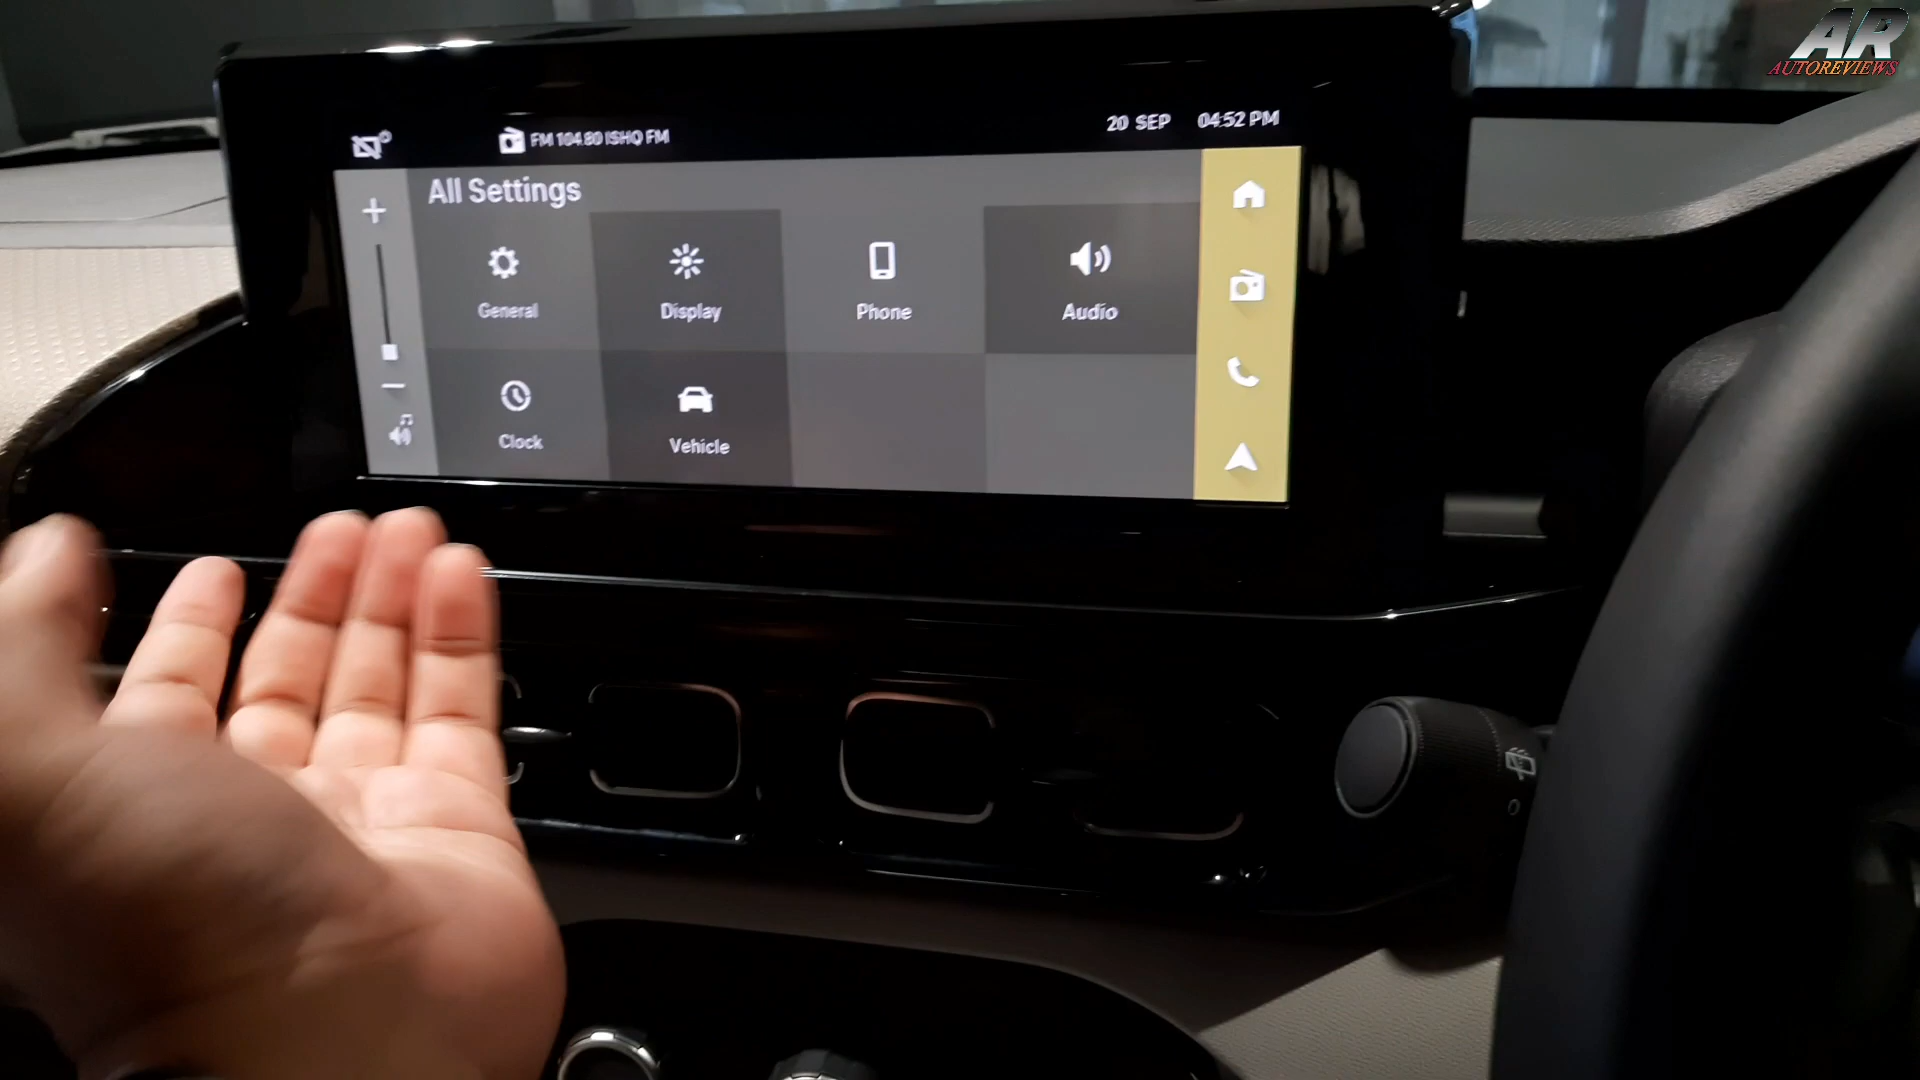 AR
AUTOREVIEWS
FM 104.80 ISHQ FM
20 SEP 04:52 PM
All Settings
General
Display
Phone
Audio
Clock
Vehicle